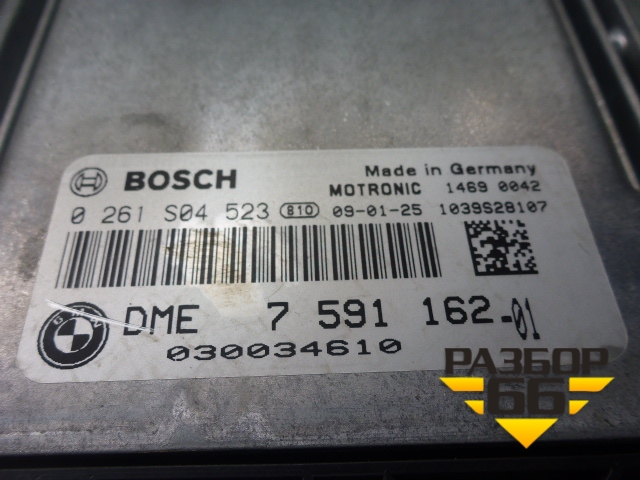 BOSCH
Made in Germany
MOTRONIC 1469 0042
0 261 S04 523 B10 09-01-25 1039S28107
DME 7 591 162-01
030034610
РАЗБОР
66